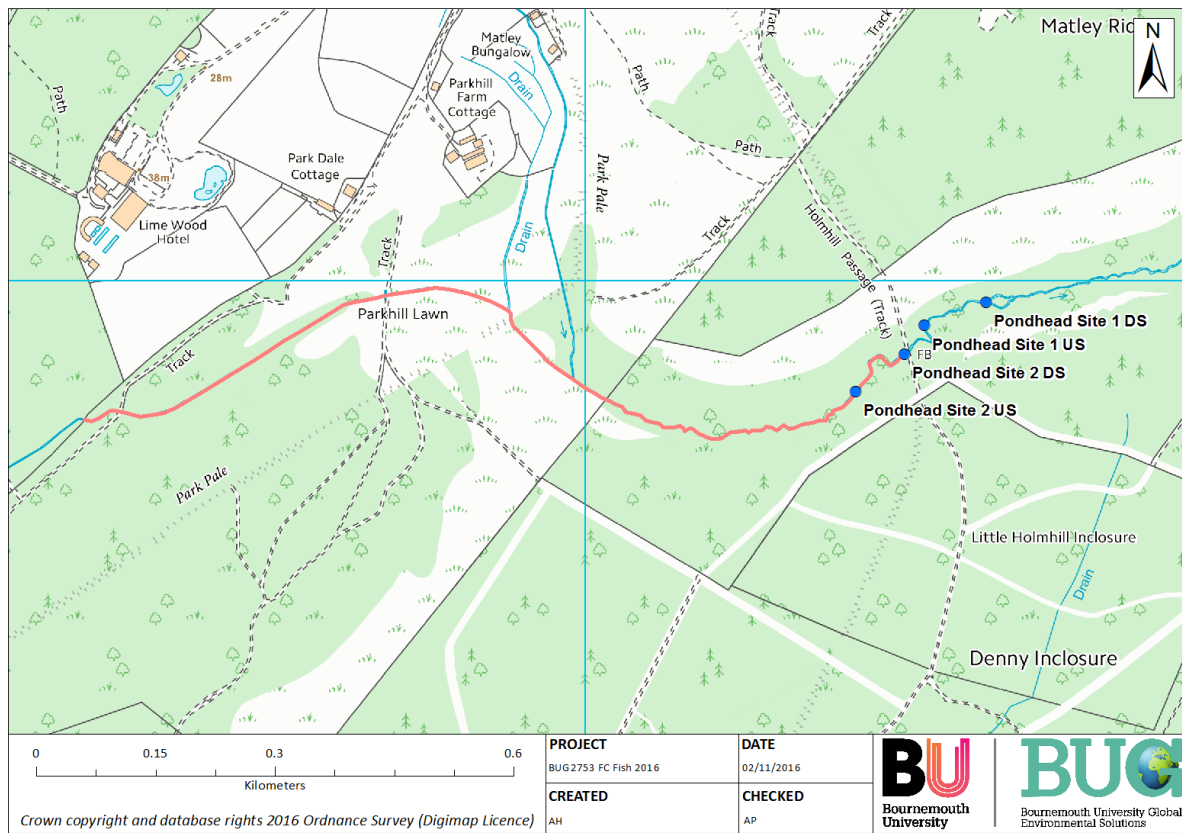 Matley Ric
N
Track
Track
Matley
Bungalow
28m
Path
Drain
Parkhill
Farm
Cottage
Path
Path
Park Dale
Cottage
38m
Park Pale
Lime Wood
Hotel
Holmhill Passage (Track)
Track
Drain
Track
Parkhill Lawn
Pondhead Site 1 DS
Pondhead Site 1 US
FB
Pondhead Site 2 DS
Track
Pondhead Site 2 US
Park Pale
Little Holmhill Inclosure
Drain
Denny Inclosure
0 0.15 0.3 0.6
Kilometers
Crown copyright and database rights 2016 Ordnance Survey (Digimap Licence)
PROJECT
BUG2753 FC Fish 2016
DATE
02/11/2016
CREATED
AH
CHECKED
AP
BU
Bournemouth
University
BUG
Bournemouth University Global
Environmental Solutions